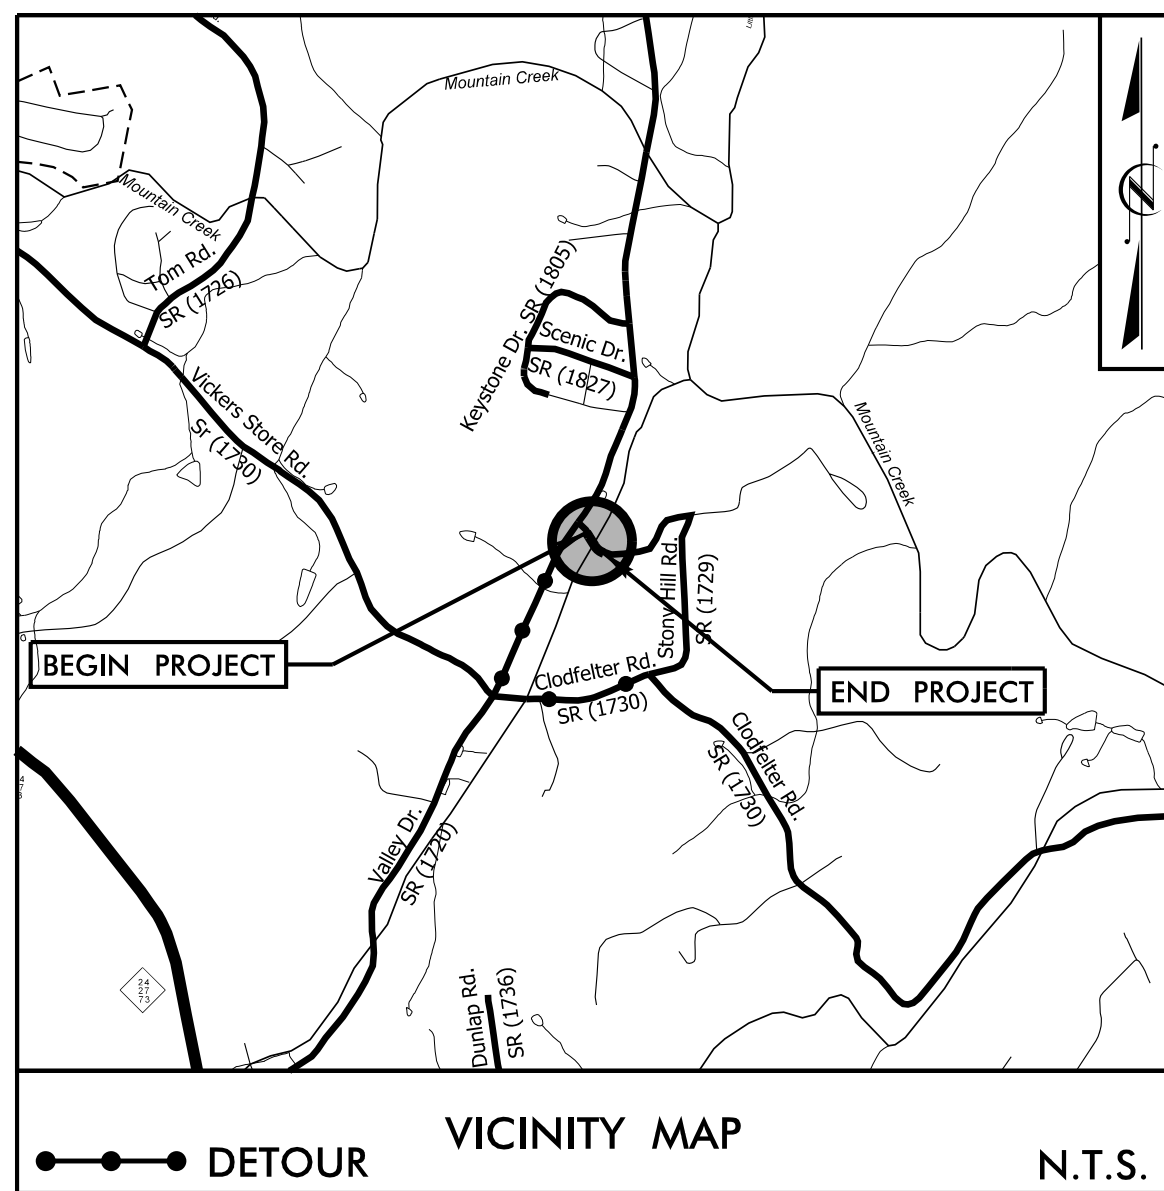 Mountain Creek
Mountain Creek
Tom Rd.
SR (1726)
SR (1805)
Keystone Dr.
Scenic Dr.
SR (1827)
Vickers Store Rd.
Sr (1730)
Mountain Creek
Stony Hill Rd.
SR (1729)
BEGIN PROJECT
Clodfelter Rd.
SR (1730)
END PROJECT
Clodfelter Rd.
SR (1730)
Valley Dr.
SR (1720)
24
27
73
Dunlap Rd.
SR (1736)
N
VICINITY MAP
DETOUR
N.T.S.